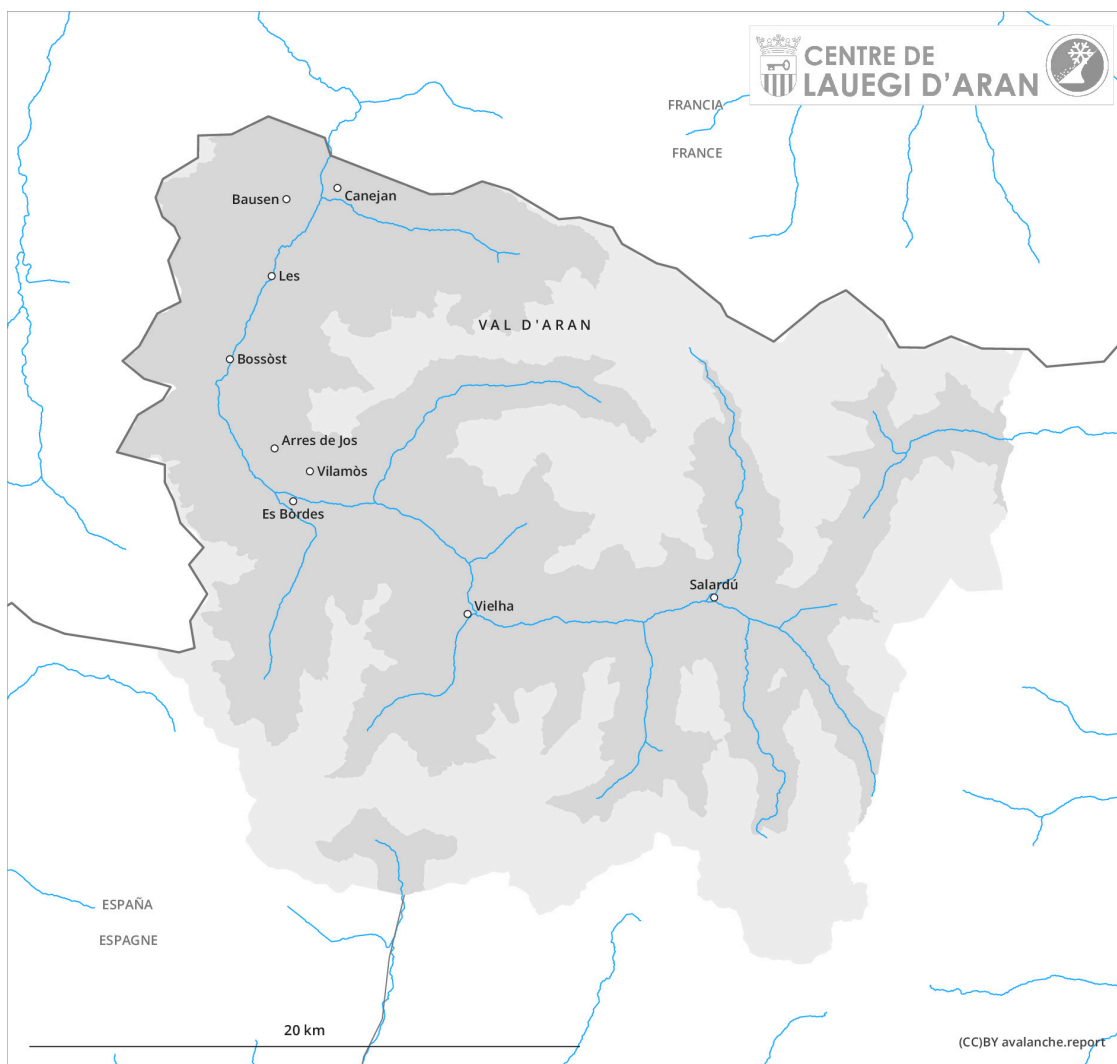 CENTRE DE
LAUEGI D'ARAN
FRANCIA
FRANCE
Bausen
Canejan
Les
VAL D'ARAN
Bossòst
Arres de Jos
Vilamòs
Es Bòrdes
Salardú
Vielha
ESPAÑA
ESPAGNE
20 km
(CC)BY avalanche.report